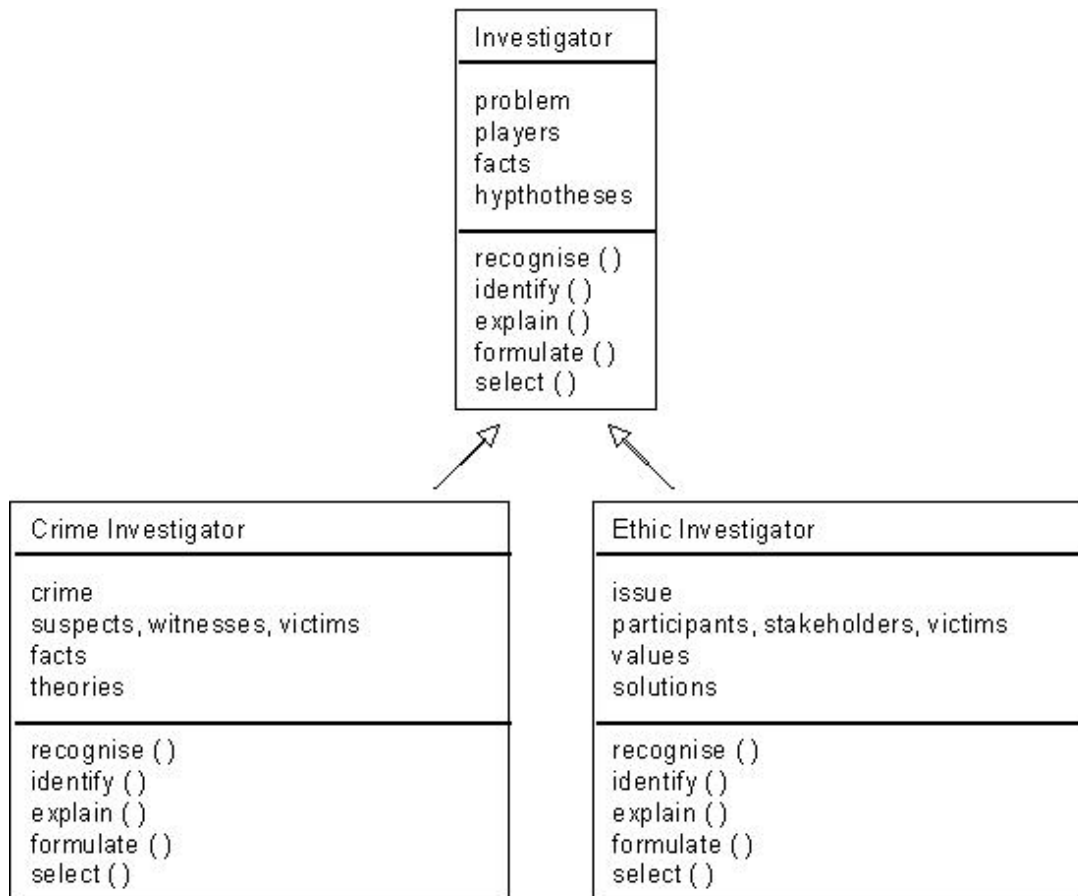 Investigator
problem
players
facts
hypthotheses
recognise ( )
identify ( )
explain ( )
formulate ( )
select ( )
Crime Investigator
crime
suspects, witnesses, victims
facts
theories
recognise ( )
identify ( )
explain ( )
formulate ( )
select ( )
Ethic Investigator
issue
participants, stakeholders, victims
values
solutions
recognise ( )
identify ( )
explain ( )
formulate ( )
select ( )